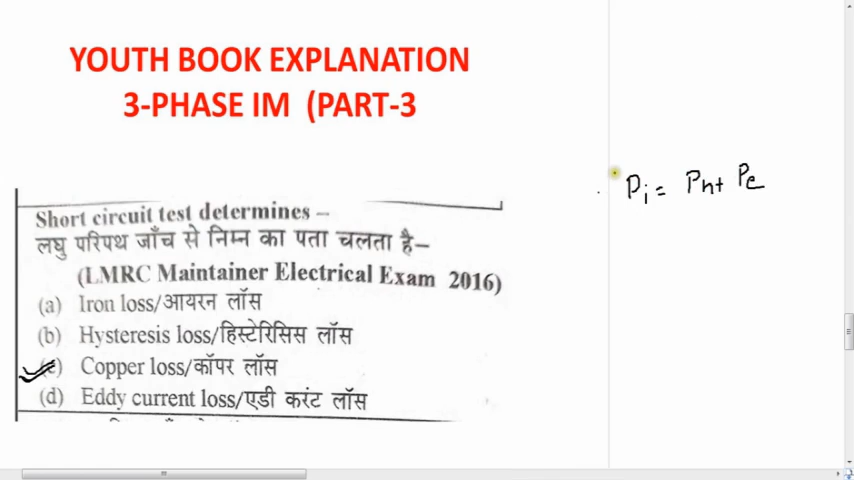 YOUTH BOOK EXPLANATION
3-PHASE IM (PART-3
Short circuit test determines –
लघु परिपथ जाँच से निम्न का पता चलता है–
(LMRC Maintainer Electrical Exam 2016)
(a) Iron loss/आयरन लॉस
(b) Hysteresis loss/हिस्टेरिसिस लॉस
(c) Copper loss/कॉपर लॉस
(d) Eddy current loss/एडी करंट लॉस
Pi = Ph + Pe